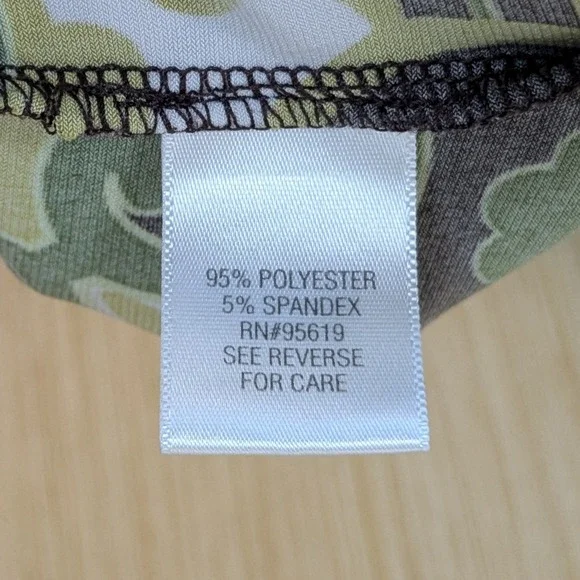 95% POLYESTER
5% SPANDEX
RN#95619
SEE REVERSE
FOR CARE